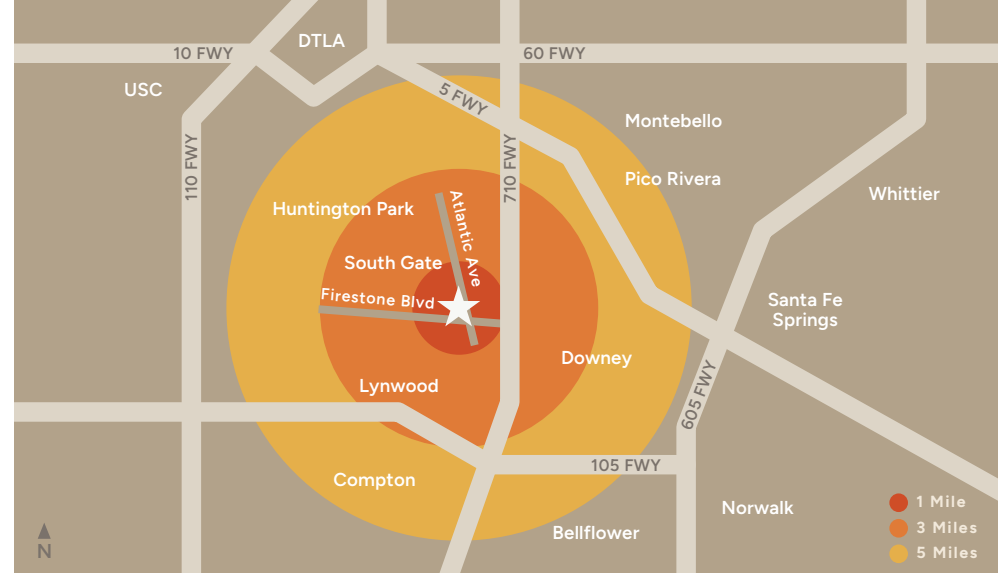 DTLA
10 FWY
60 FWY
USC
5 FWY
Montebello
110 FWY
710 FWY
Pico Rivera
Whittier
Huntington Park
Atlantic Ave
South Gate
Firestone Blvd
Santa Fe
Springs
Downey
Lynwood
605 FWY
105 FWY
Compton
Norwalk
Bellflower
1 Mile
3 Miles
5 Miles
N